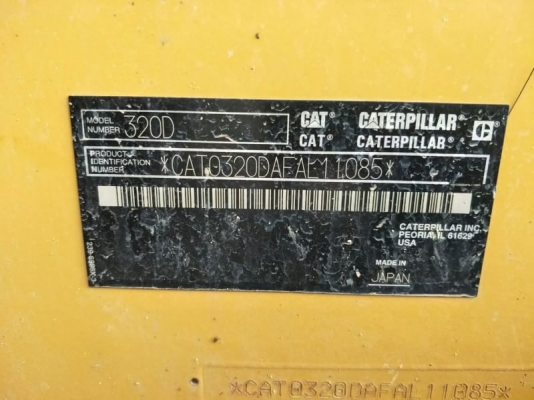 MODEL NUMBER 320D
CAT® CATERPILLAR®
CAT® CATERPILLAR®
PRODUCT IDENTIFICATION NUMBER *CAT0320DAFAL11085*
CATERPILLAR INC.
PEORIA, IL 61629
USA
MADE IN
JAPAN
*CAT0320DAFAL11085*